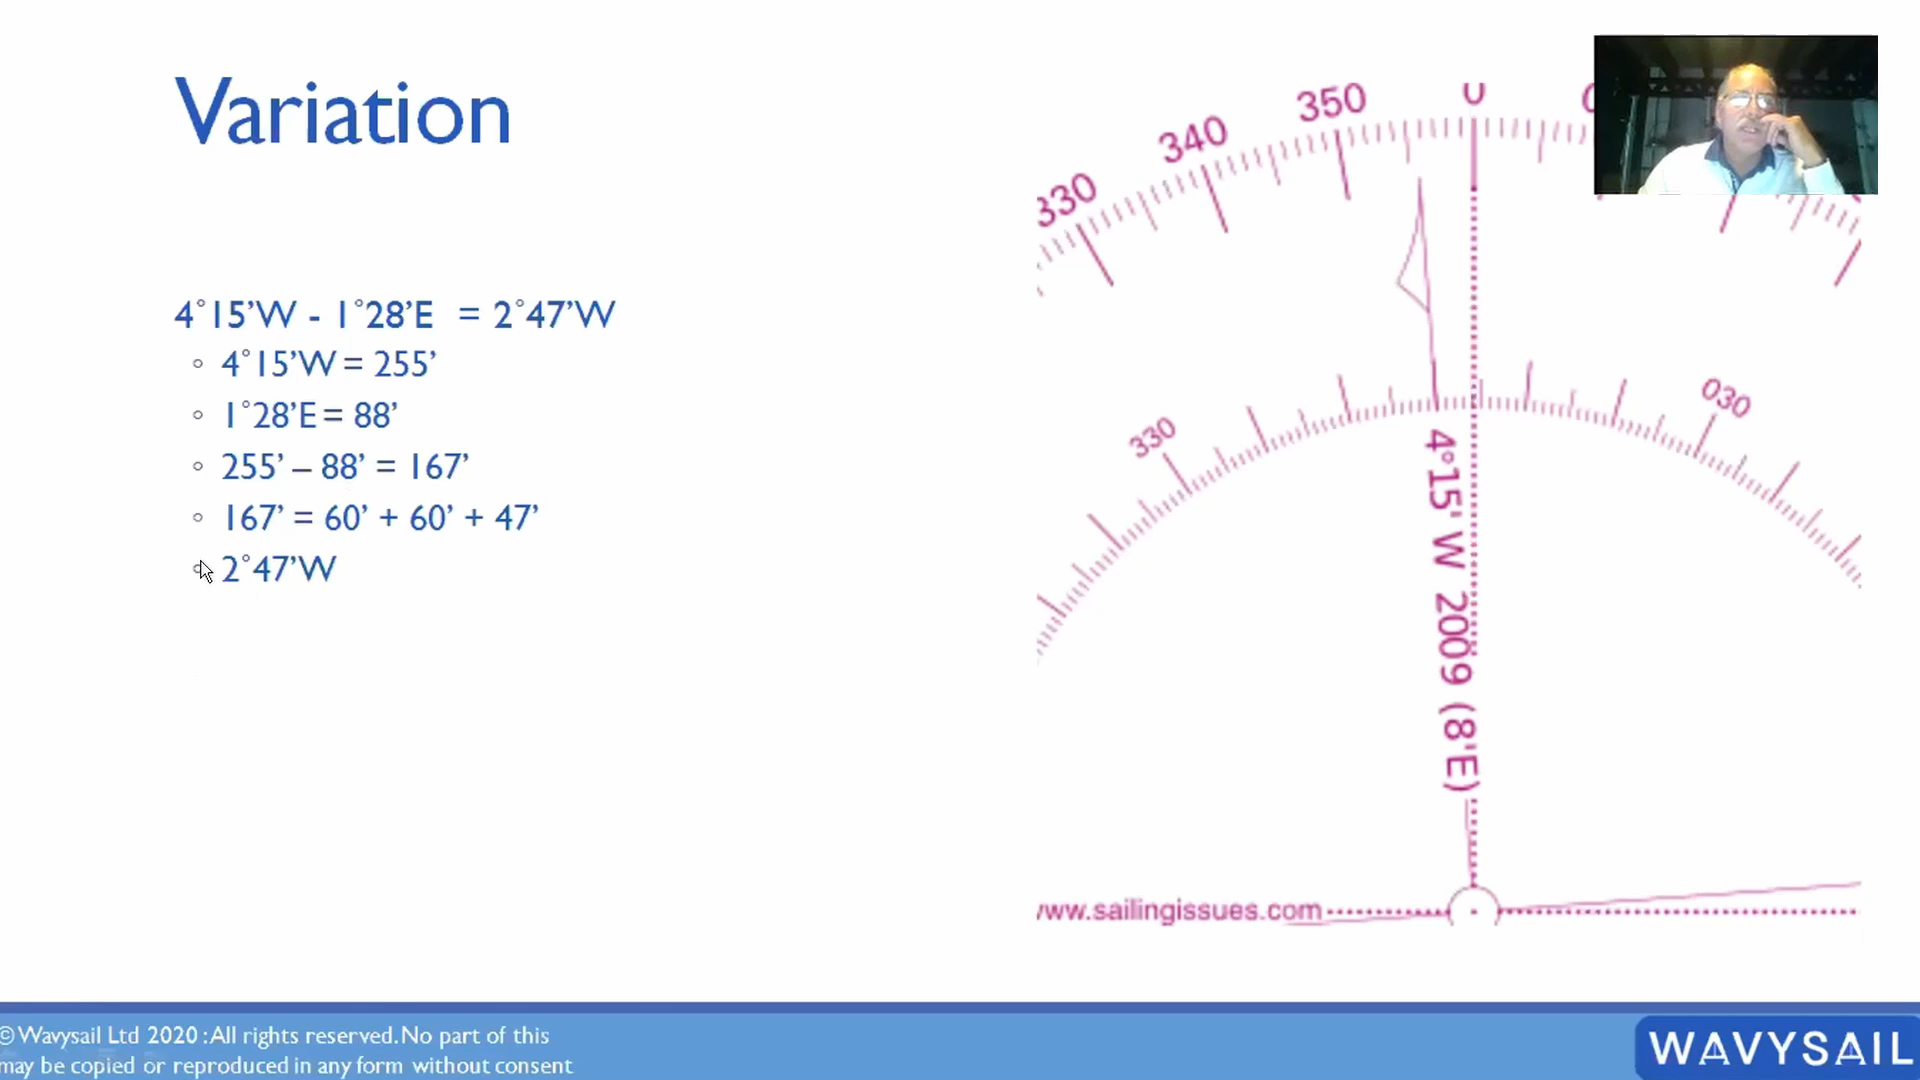 Variation
4°15’W - 1°28’E = 2°47’W
4°15’W = 255’
1°28’E = 88’
255’ – 88’ = 167’
167’ = 60’ + 60’ + 47’
2°47’W
330
340
350
0
330
030
4°15' W 2009 (8'E)
www.sailingissues.com
© Wavysail Ltd 2020 : All rights reserved. No part of this
may be copied or reproduced in any form without consent
WAVYSAIL